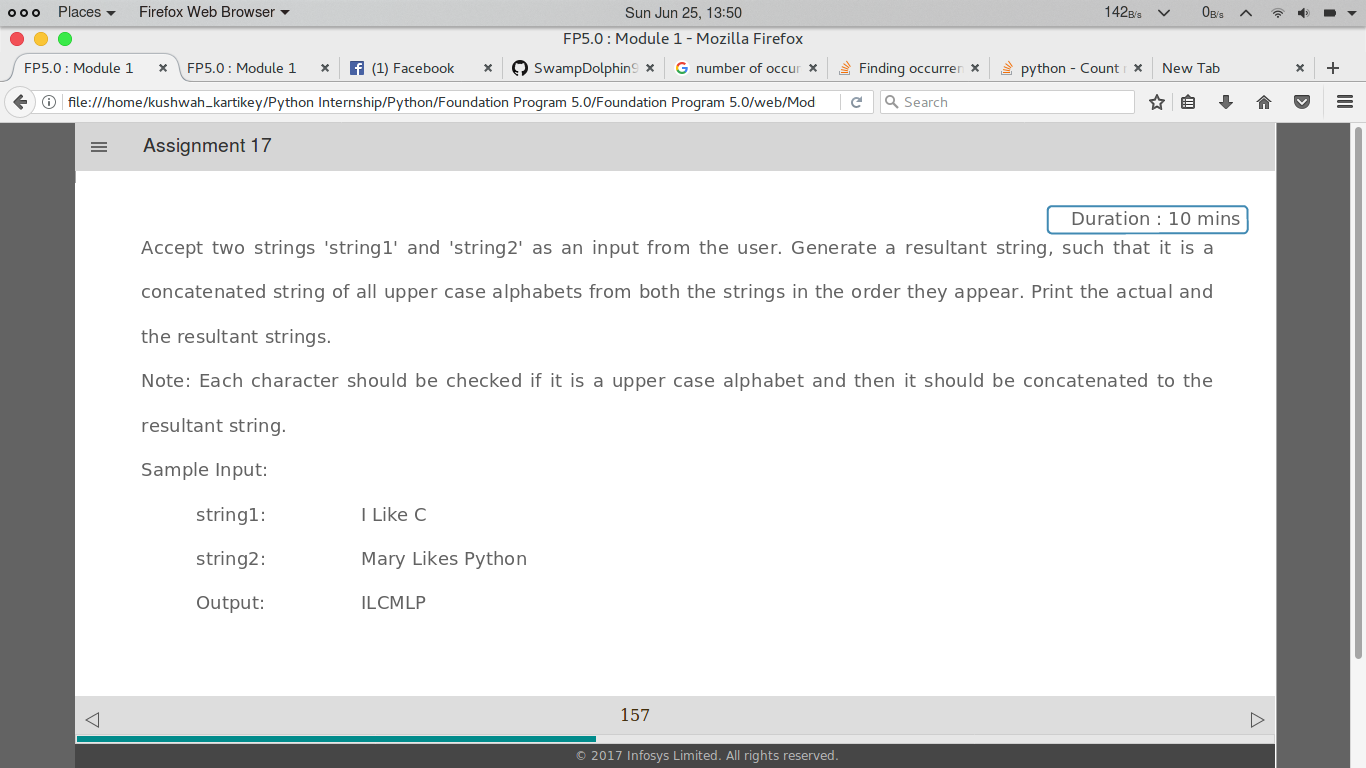 Places Firefox Web Browser Sun Jun 25, 13:50 142B/s 0B/s
FP5.0 : Module 1 - Mozilla Firefox
FP5.0 : Module 1 FP5.0 : Module 1 (1) Facebook SwampDolphin9 number of occur Finding occurren python - Count New Tab
file:///home/kushwah_kartikey/Python Internship/Python/Foundation Program 5.0/Foundation Program 5.0/web/Mod Search
Assignment 17
Duration : 10 mins
Accept two strings 'string1' and 'string2' as an input from the user. Generate a resultant string, such that it is a
concatenated string of all upper case alphabets from both the strings in the order they appear. Print the actual and
the resultant strings.
Note: Each character should be checked if it is a upper case alphabet and then it should be concatenated to the
resultant string.
Sample Input:
string1: I Like C
string2: Mary Likes Python
Output: ILCMLP
157
© 2017 Infosys Limited. All rights reserved.